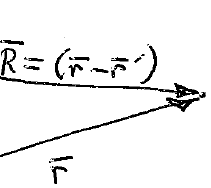 R̄ = (r̄ - r̄′)
r̄